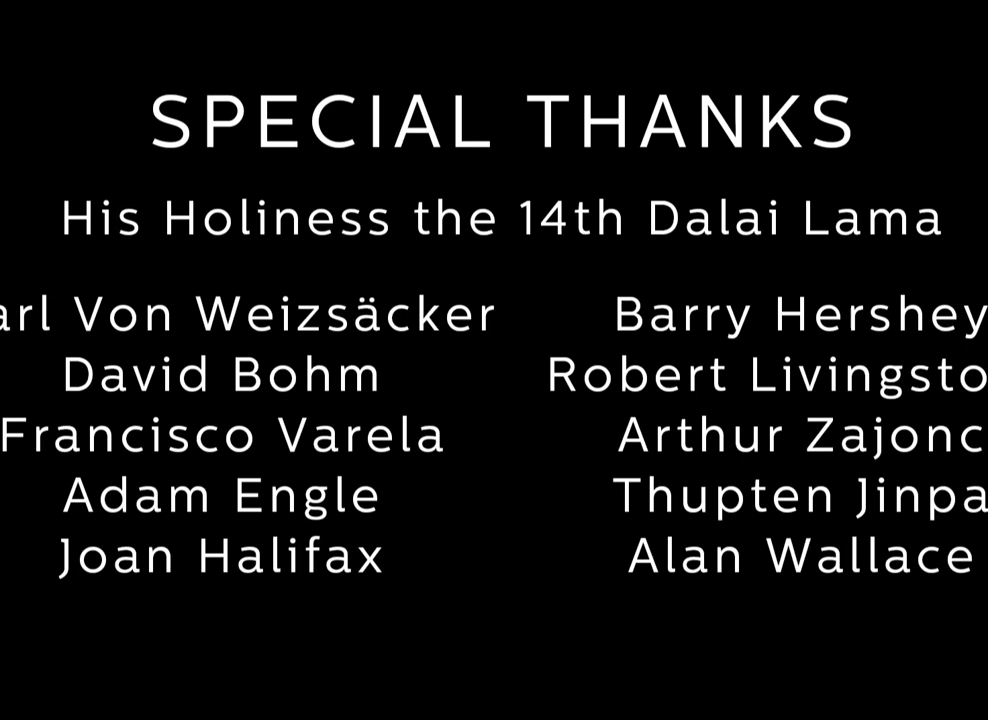 SPECIAL THANKS
His Holiness the 14th Dalai Lama
arl Von Weizsäcker Barry Hershey
David Bohm Robert Livingsto
Francisco Varela Arthur Zajonc
Adam Engle Thupten Jinpa
Joan Halifax Alan Wallace